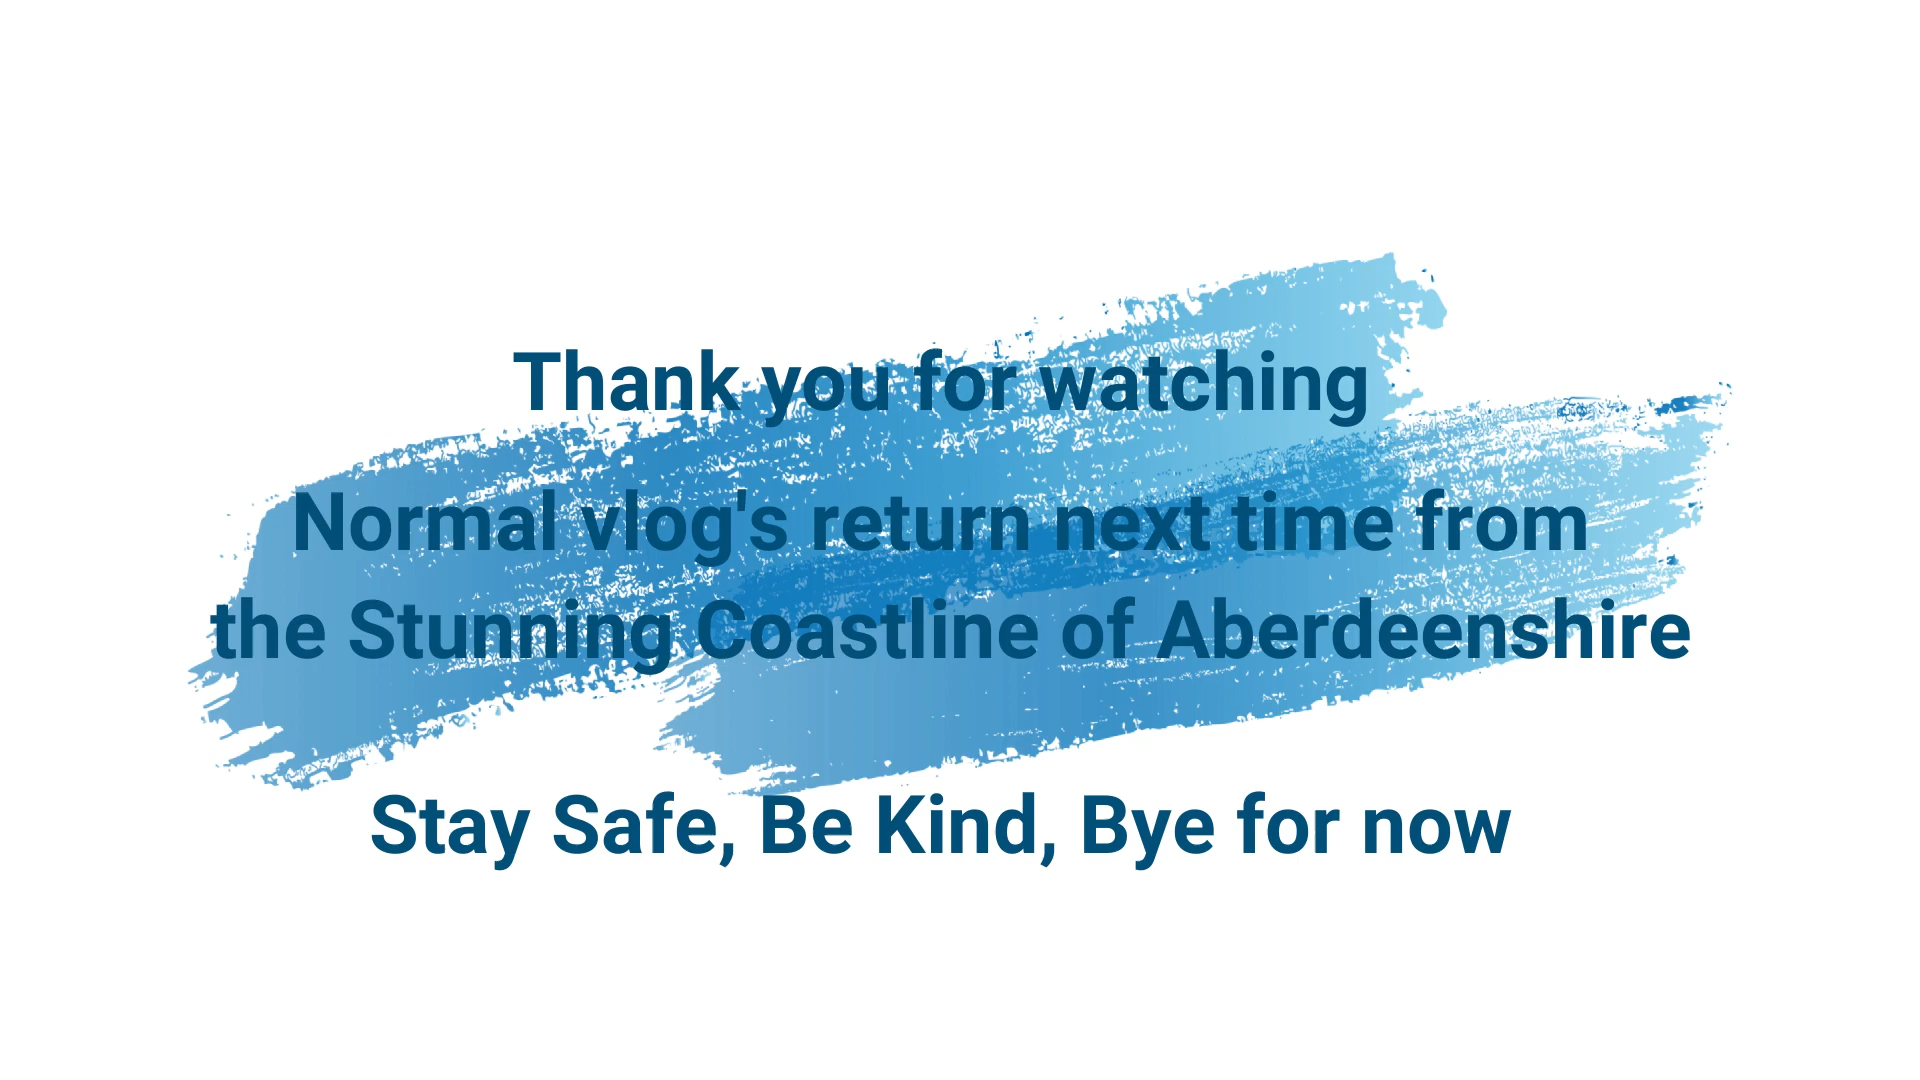 Thank you for watching
Normal vlog's return next time from
the Stunning Coastline of Aberdeenshire
Stay Safe, Be Kind, Bye for now